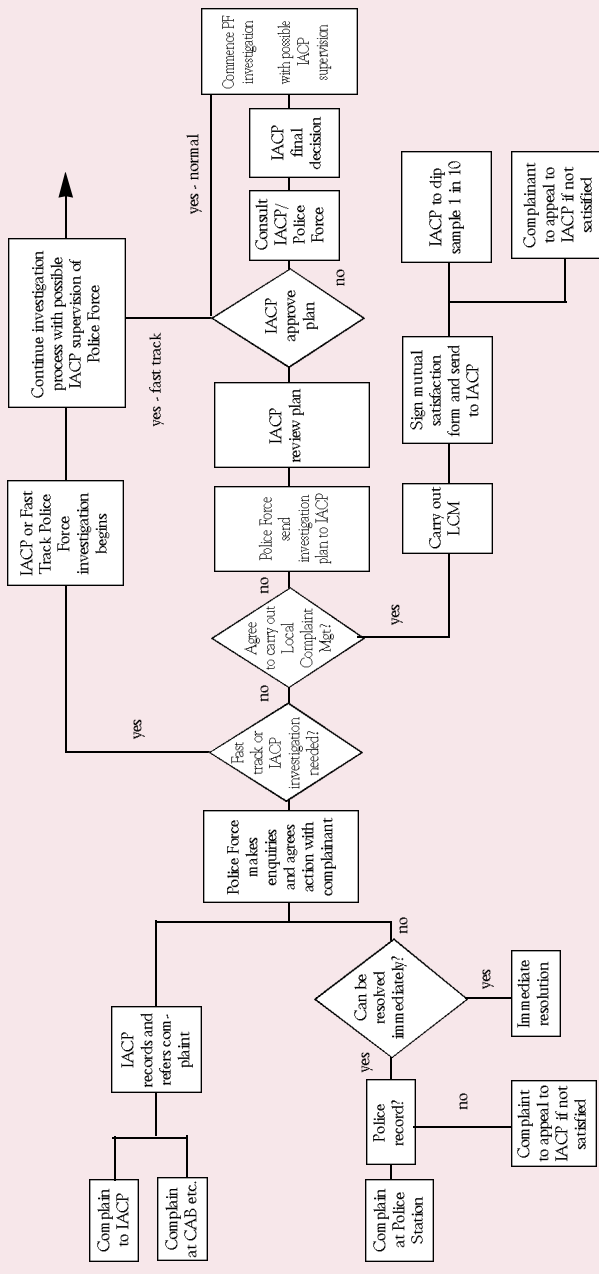 Complain
to IACP
Complain
at CAB etc.
IACP
records and
refers com-
plaint
Complain
at Police
Station
Police
record?
yes
no
Complaint
to appeal to
IACP if not
satisfied
Can be
resolved
immediately?
no
yes
Immediate
resolution
Police Force
makes
enquiries
and agrees
action with
complainant
Fast
track or
IACP
investigation
needed?
yes
no
IACP or Fast
Track Police
Force
investigation
begins
Continue investigation
process with possible
IACP supervision of
Police Force
Agree
to carry out
Local
Complaint
Mgt?
no
yes
Police Force
send
investigation
plan to IACP
IACP
review plan
IACP
approve
plan
yes - fast track
yes - normal
no
Consult
IACP/
Police
Force
IACP
final
decision
Commence PF
investigation
with possible
IACP
supervision
Carry out
LCM
Sign mutual
satisfaction
form and send
to IACP
IACP to dip
sample 1 in 10
Complainant
to appeal to
IACP if not
satisitied